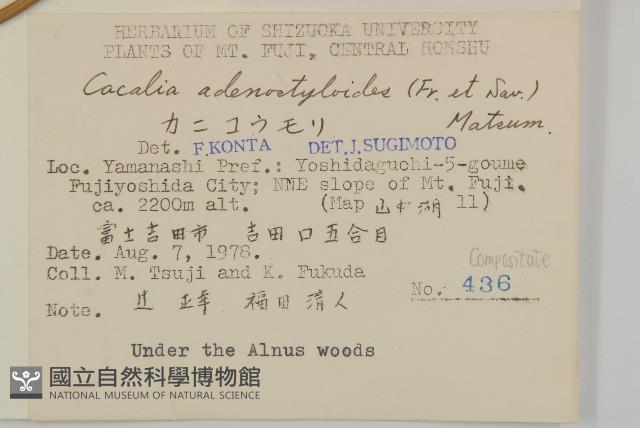 HERBARIUM OF SHIZUOKA UNIVERSITY
PLANTS OF MT. FUJI, CENTRAL HONSHU
Cacalia adenostyloides (Fr. et Sav.)
カニコウモリ Matsum.
Det. F.KONTA DET.J.SUGIMOTO
Loc. Yamanashi Pref.: Yoshidaguchi-5-goume
Fujiyoshida City; NNE slope of Mt. Fuji.
ca. 2200m alt. (Map 山中湖 11)
富士吉田市 吉田口五合目
Date. Aug. 7, 1978.
Compositate
Coll. M. Tsuji and K. Fukuda
No. 436
Note. 辻 正幸 福田 清人
Under the Alnus woods
國立自然科學博物館
NATIONAL MUSEUM OF NATURAL SCIENCE